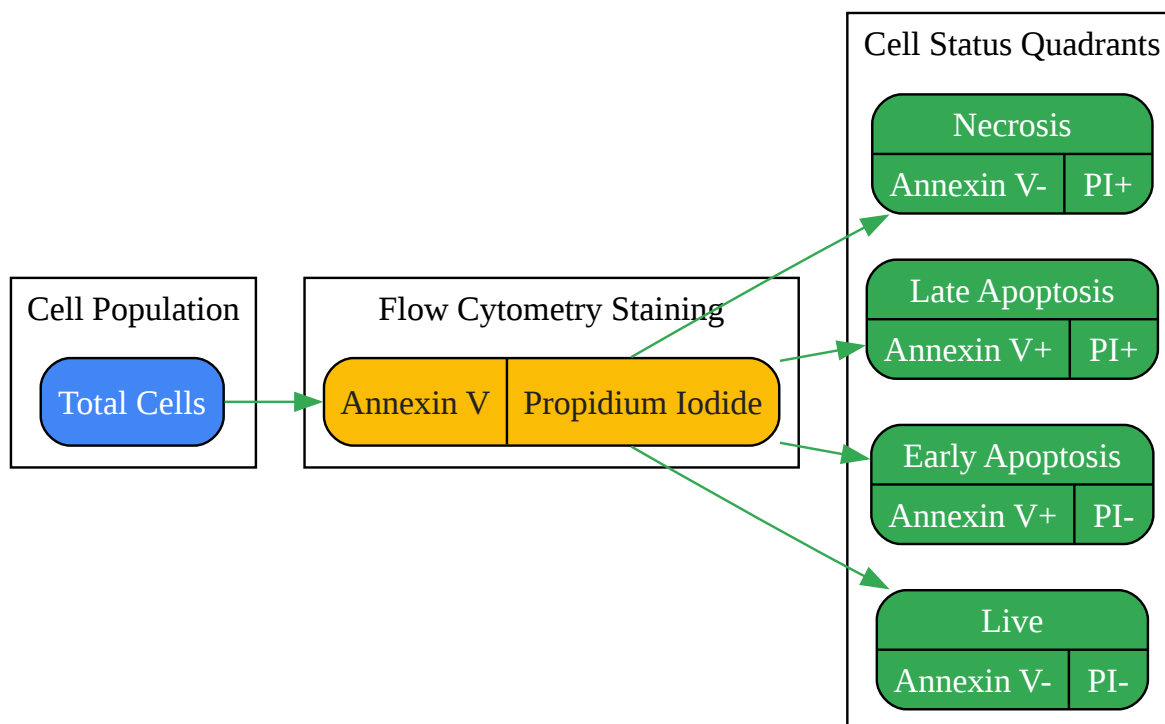 Cell Population
Total Cells
Flow Cytometry Staining
Annexin V
Propidium Iodide
Cell Status Quadrants
Necrosis
Annexin V-
PI+
Late Apoptosis
Annexin V+
PI+
Early Apoptosis
Annexin V+
PI-
Live
Annexin V-
PI-